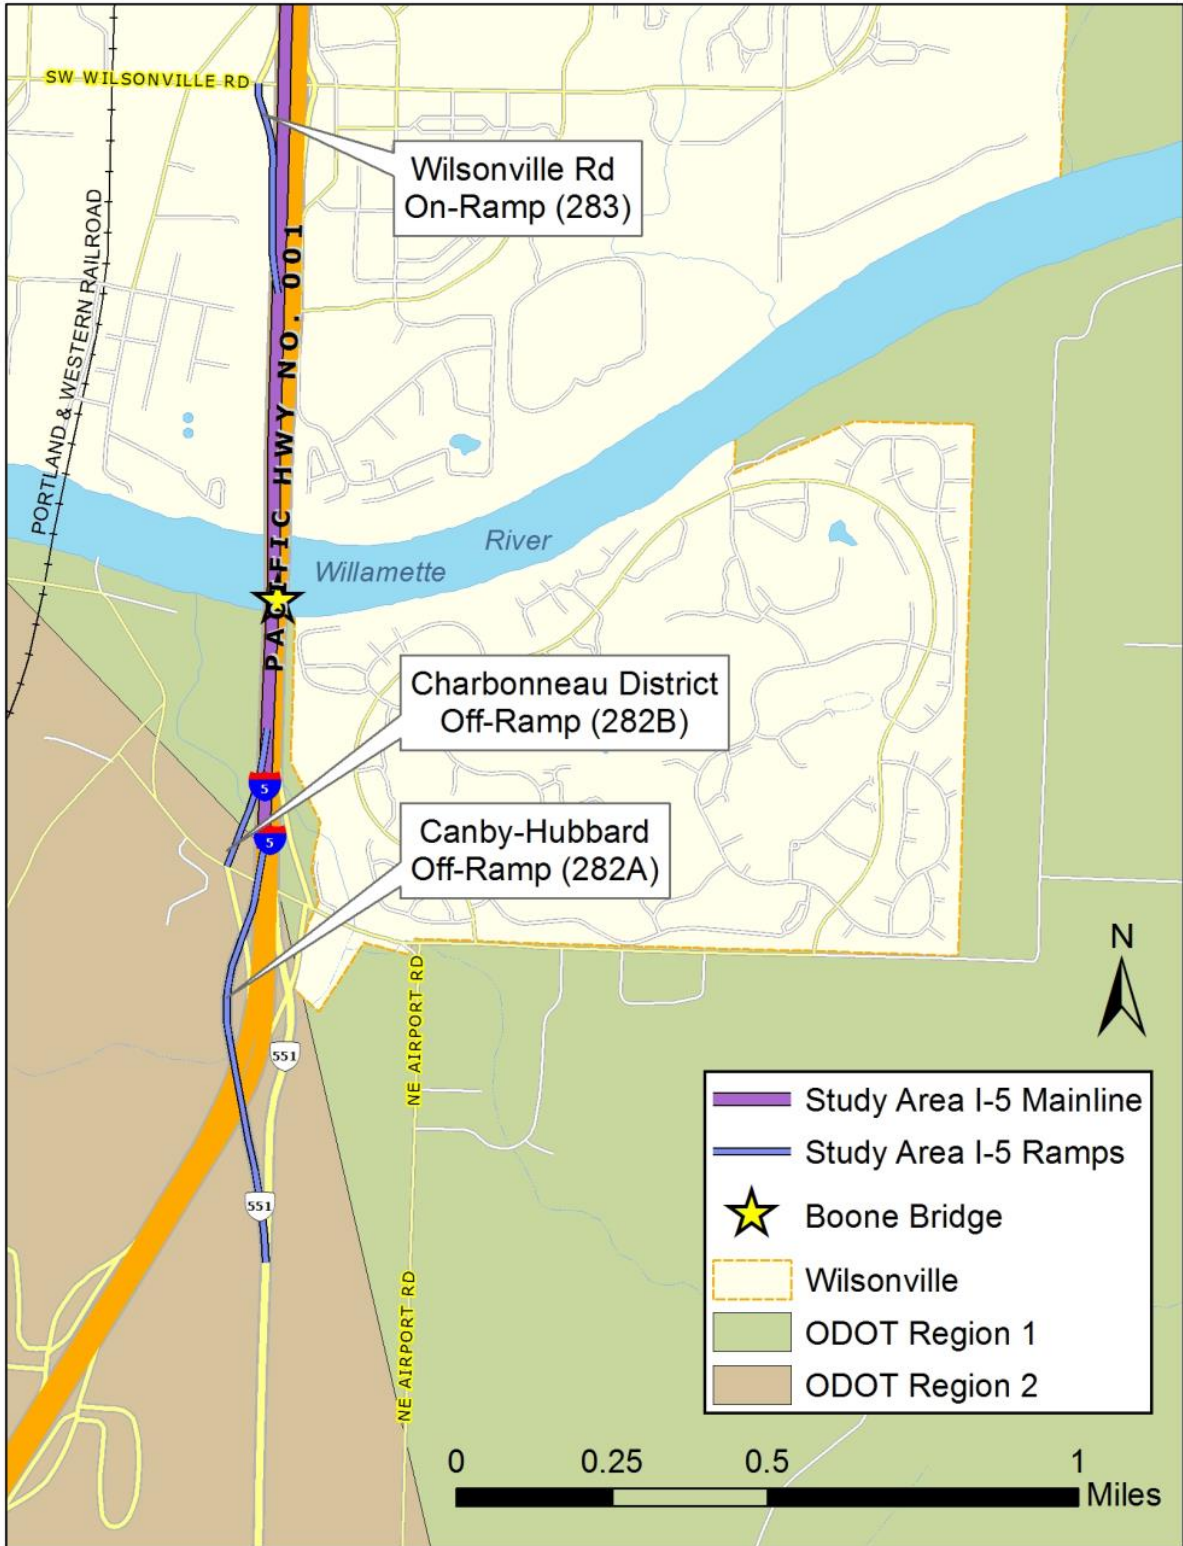 SW WILSONVILLE RD
Wilsonville Rd
On-Ramp (283)
PORTLAND & WESTERN RAILROAD
PACIFIC HWY NO. 001
River
Willamette
Charbonneau District
Off-Ramp (282B)
5
5
Canby-Hubbard
Off-Ramp (282A)
551
551
NE AIRPORT RD
NE AIRPORT RD
N
Study Area I-5 Mainline
Study Area I-5 Ramps
Boone Bridge
Wilsonville
ODOT Region 1
ODOT Region 2
0 0.25 0.5 1
Miles